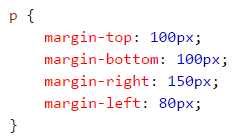 p {
    margin-top: 100px;
    margin-bottom: 100px;
    margin-right: 150px;
    margin-left: 80px;
}